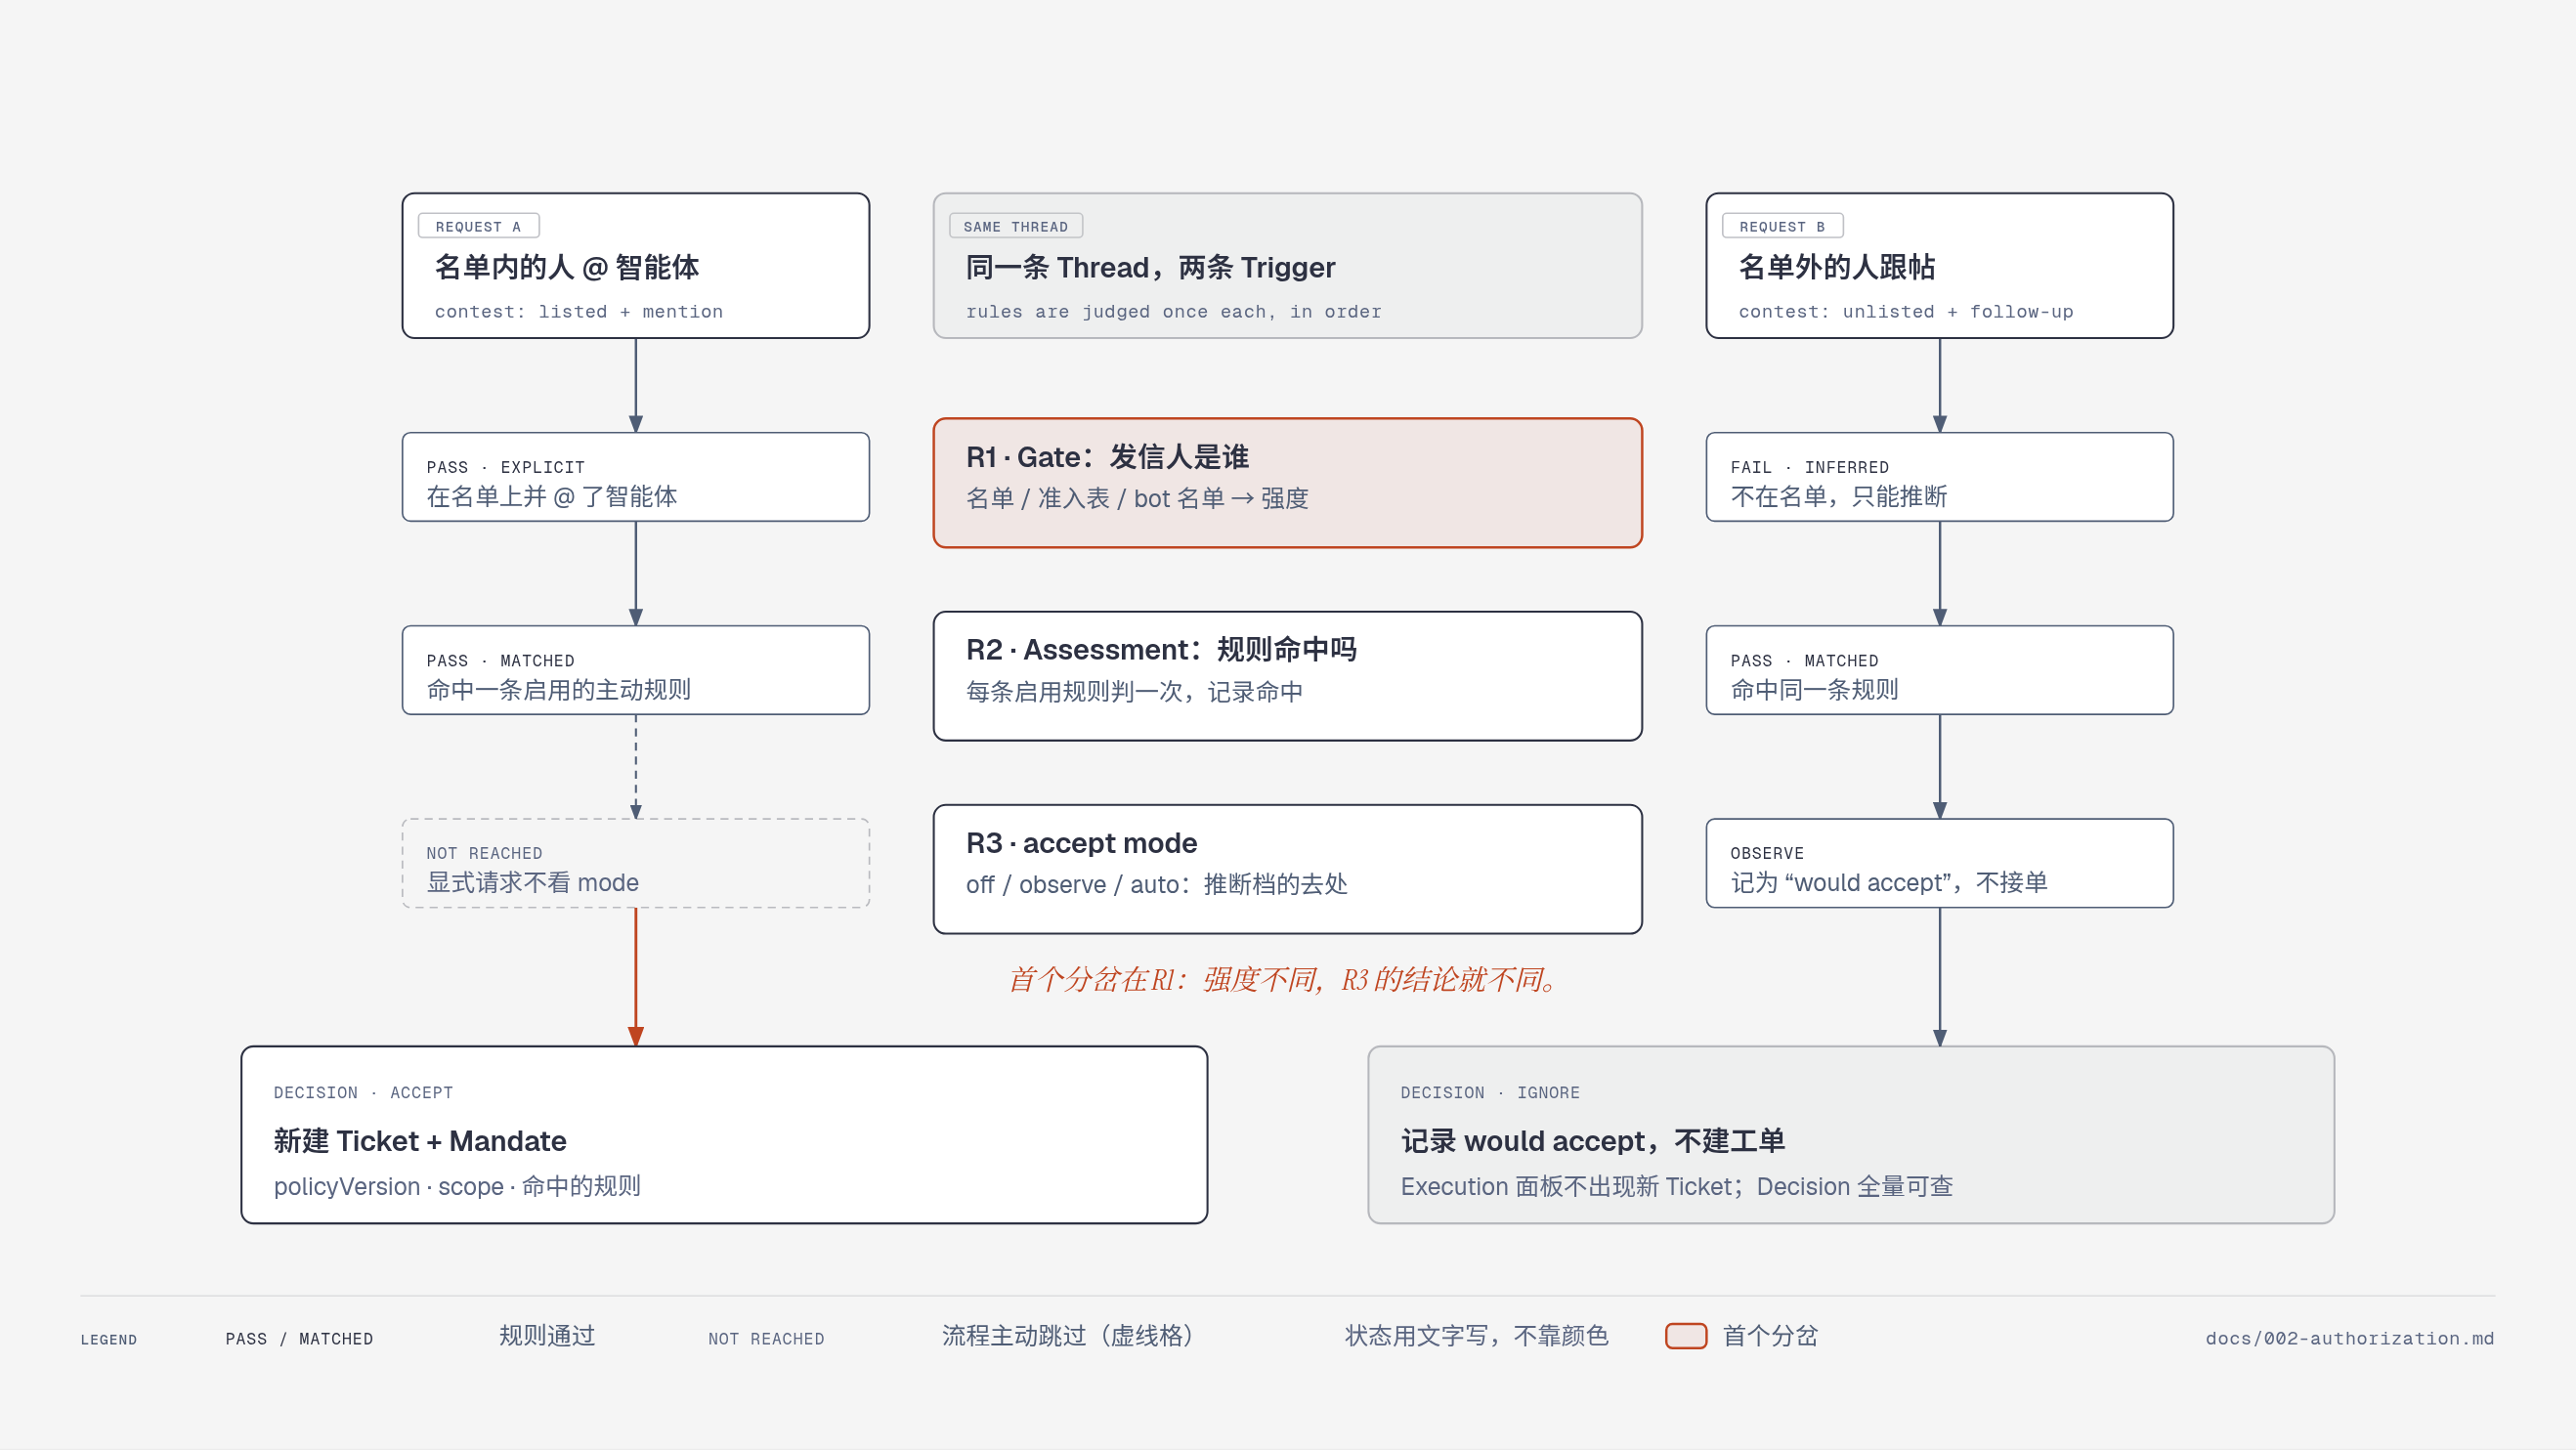 REQUEST A
名单内的人 @ 智能体
contest: listed + mention
SAME THREAD
同一条 Thread，两条 Trigger
rules are judged once each, in order
REQUEST B
名单外的人跟帖
contest: unlisted + follow-up
PASS · EXPLICIT
在名单上并 @ 了智能体
R1 · Gate：发信人是谁
名单 / 准入表 / bot 名单 → 强度
FAIL · INFERRED
不在名单，只能推断
PASS · MATCHED
命中一条启用的主动规则
R2 · Assessment：规则命中吗
每条启用规则判一次，记录命中
PASS · MATCHED
命中同一条规则
NOT REACHED
显式请求不看 mode
R3 · accept mode
off / observe / auto：推断档的去处
OBSERVE
记为 “would accept”，不接单
首个分岔在 R1：强度不同，R3 的结论就不同。
DECISION · ACCEPT
新建 Ticket + Mandate
policyVersion · scope · 命中的规则
DECISION · IGNORE
记录 would accept，不建工单
Execution 面板不出现新 Ticket；Decision 全量可查
LEGEND
PASS / MATCHED
规则通过
NOT REACHED
流程主动跳过（虚线格）
状态用文字写，不靠颜色
首个分岔
docs/002-authorization.md